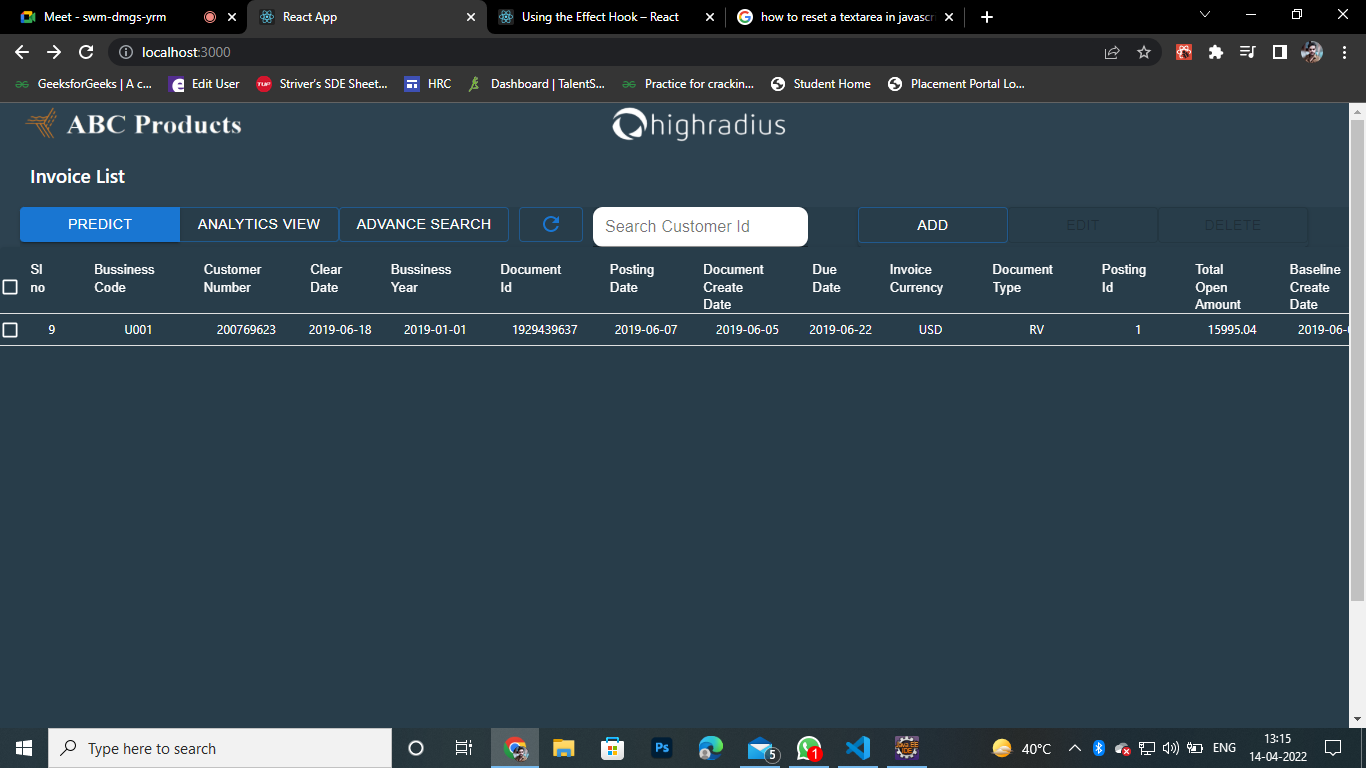 Meet - swm-dmgs-yrm
React App
Using the Effect Hook – React
how to reset a textarea in javascr
localhost:3000
GeeksforGeeks | A c...
Edit User
TUF
Striver's SDE Sheet...
HRC
Dashboard | TalentS...
Practice for crackin...
Student Home
Placement Portal Lo...
ABC Products
highradius
Invoice List
PREDICT
ANALYTICS VIEW
ADVANCE SEARCH
Search Customer Id
ADD
EDIT
DELETE
Sl
no
Bussiness
Code
Customer
Number
Clear
Date
Bussiness
Year
Document
Id
Posting
Date
Document
Create
Date
Due
Date
Invoice
Currency
Document
Type
Posting
Id
Total
Open
Amount
Baseline
Create
Date
9 U001 200769623 2019-06-18 2019-01-01 1929439637 2019-06-07 2019-06-05 2019-06-22 USD RV 1 15995.04 2019-06-
Type here to search
Ps
5
1
40°C
ENG
13:15
14-04-2022